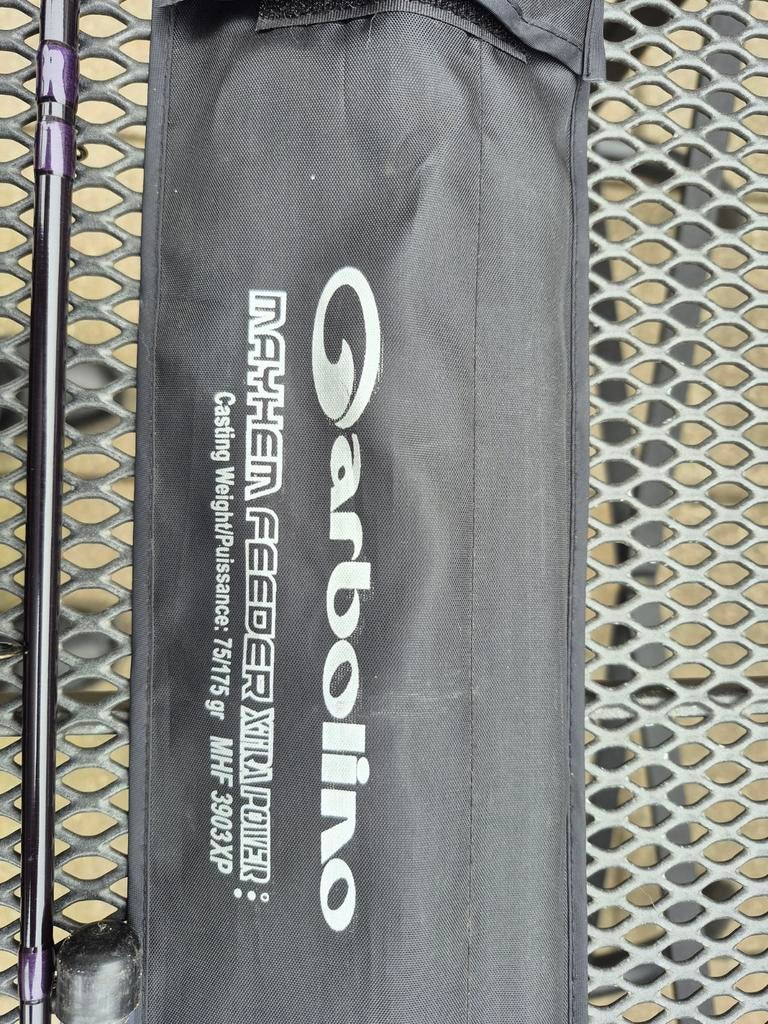 Garbolino
MAYHEM FEEDER XTRA POWER
Casting Weight/Puissance: 75/175 gr MHF 3903XP